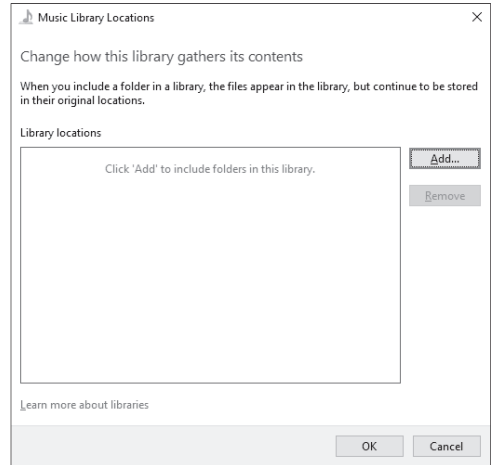 Music Library Locations
Change how this library gathers its contents
When you include a folder in a library, the files appear in the library, but continue to be stored
in their original locations.
Library locations
Click 'Add' to include folders in this library.
Add...
Remove
Learn more about libraries
OK
Cancel